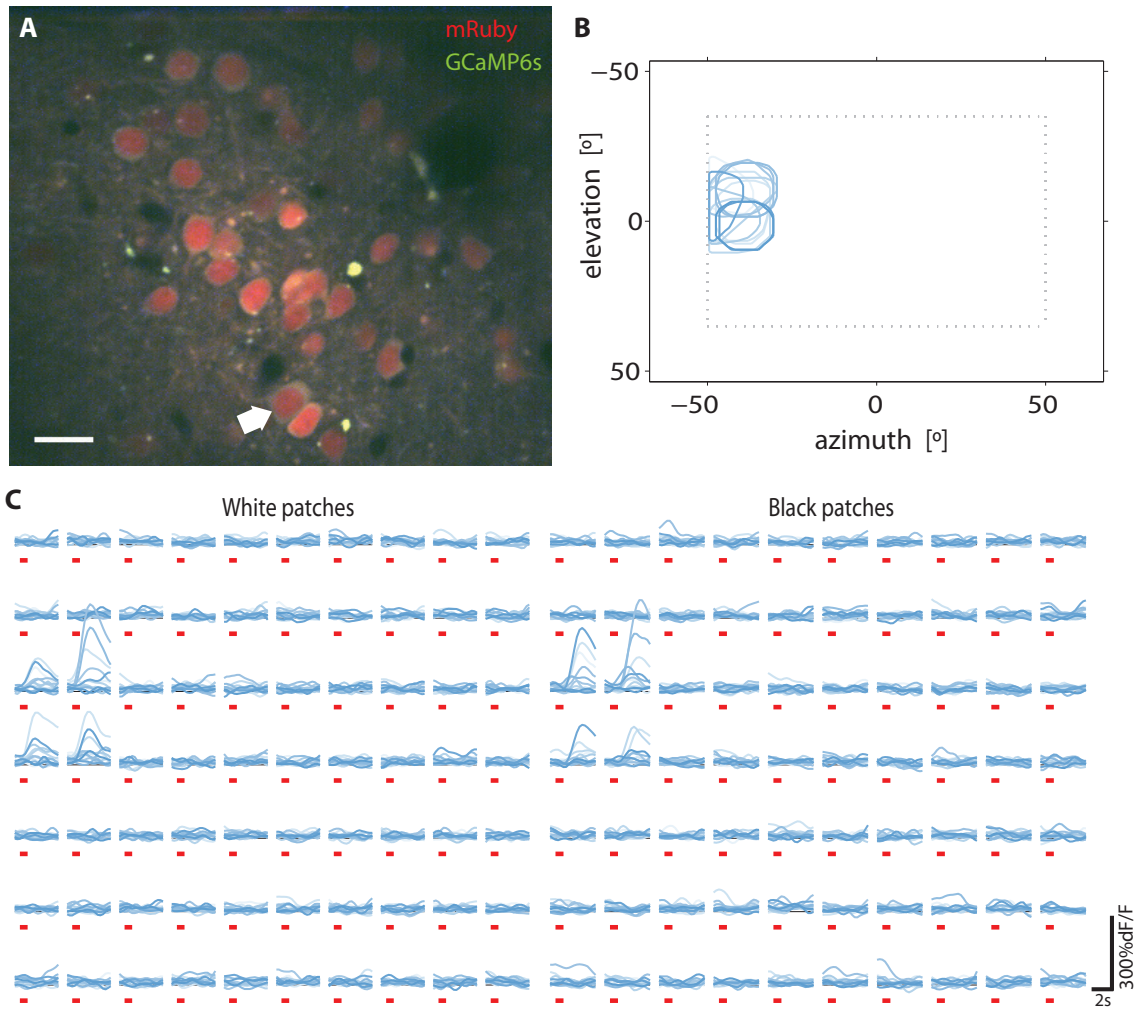 A
mRuby
GCaMP6s
B
−50
0
50
elevation [º]
−50
0
50
azimuth [º]
C
White patches
Black patches
300%dF/F
2s